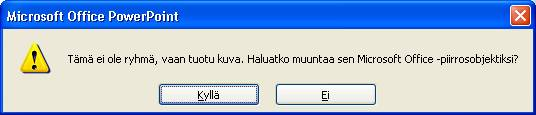 Microsoft Office PowerPoint
Tämä ei ole ryhmä, vaan tuotu kuva. Haluatko muuntaa sen Microsoft Office -piirrosobjektiksi?
Kyllä
Ei